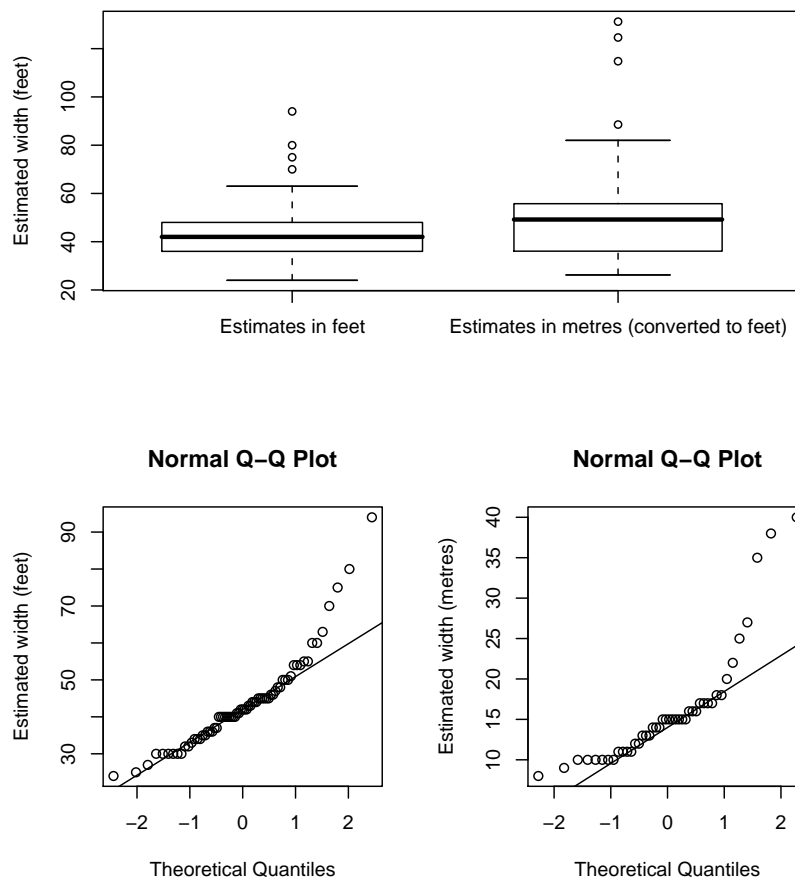 Estimated width (feet)
20
40
60
80
100
Estimates in feet
Estimates in metres (converted to feet)
Normal Q−Q Plot
Estimated width (feet)
30
50
70
90
−2
−1
0
1
2
Theoretical Quantiles
Normal Q−Q Plot
Estimated width (metres)
10
15
20
25
30
35
40
−2
−1
0
1
2
Theoretical Quantiles